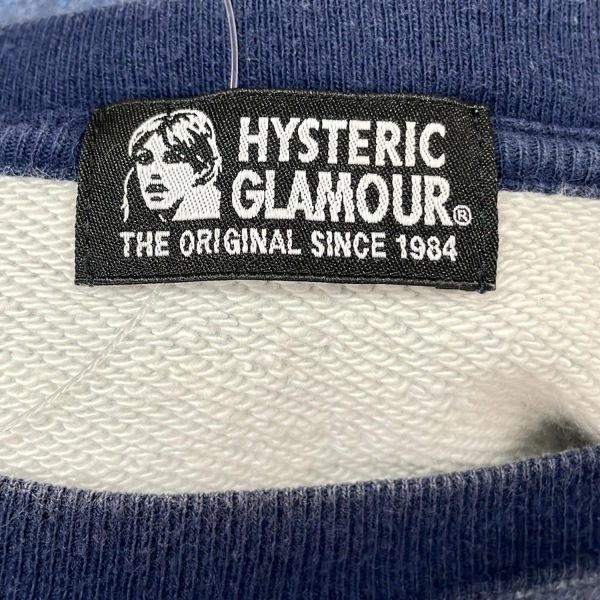 HYSTERIC
GLAMOUR®
THE ORIGINAL SINCE 1984